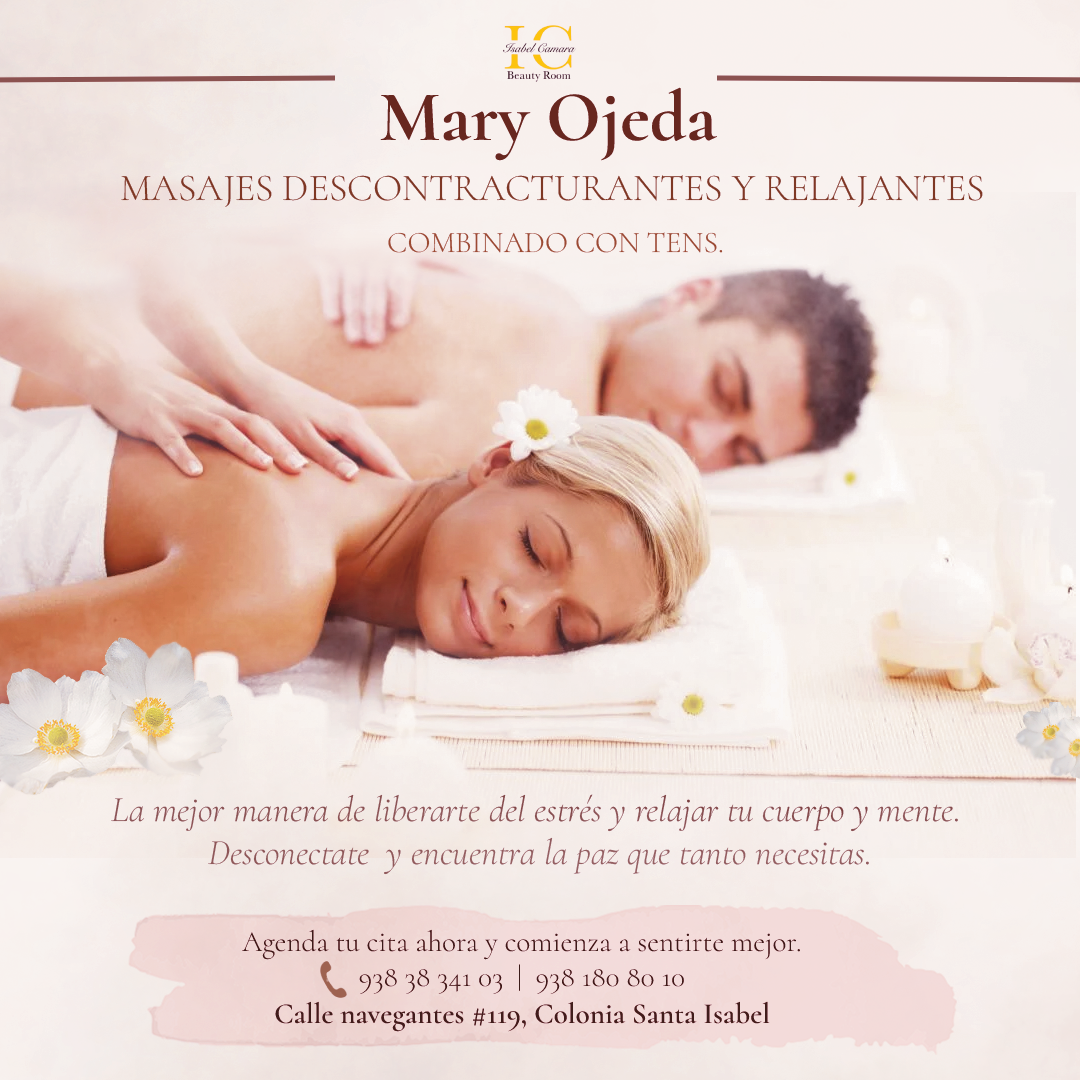 IC
Isabel Camara
Beauty Room
Mary Ojeda
MASAJES DESCONTRACTURANTES Y RELAJANTES
COMBINADO CON TENS.
La mejor manera de liberarte del estrés y relajar tu cuerpo y mente.
Desconectate y encuentra la paz que tanto necesitas.
Agenda tu cita ahora y comienza a sentirte mejor.
938 38 341 03 | 938 180 80 10
Calle navegantes #119, Colonia Santa Isabel